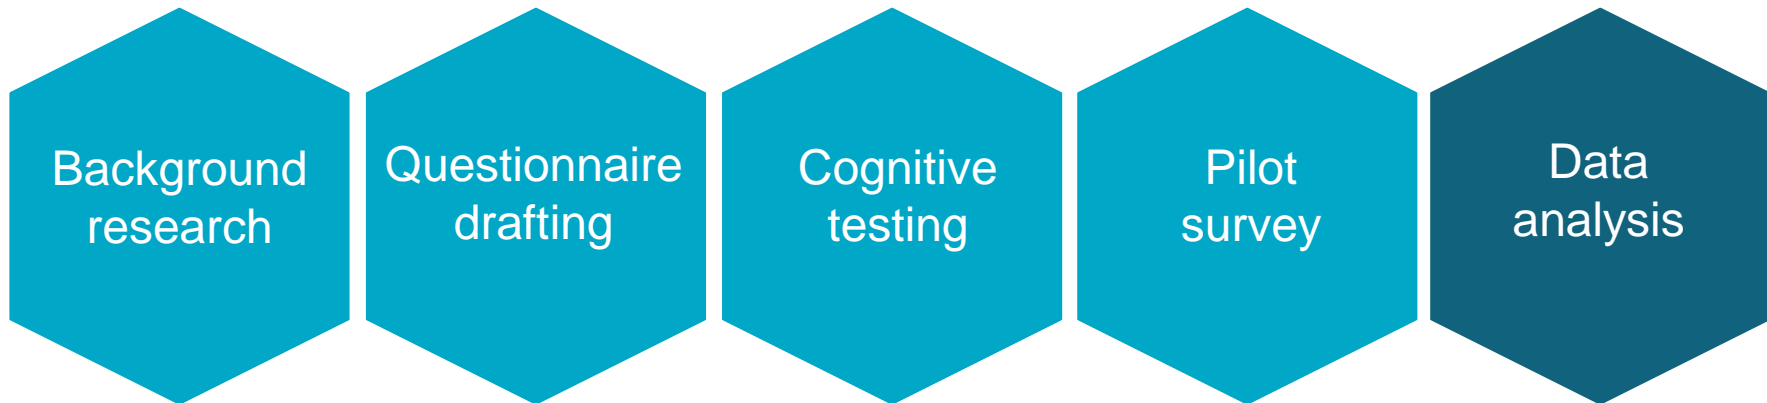 Background
research
Questionnaire
drafting
Cognitive
testing
Pilot
survey
Data
analysis